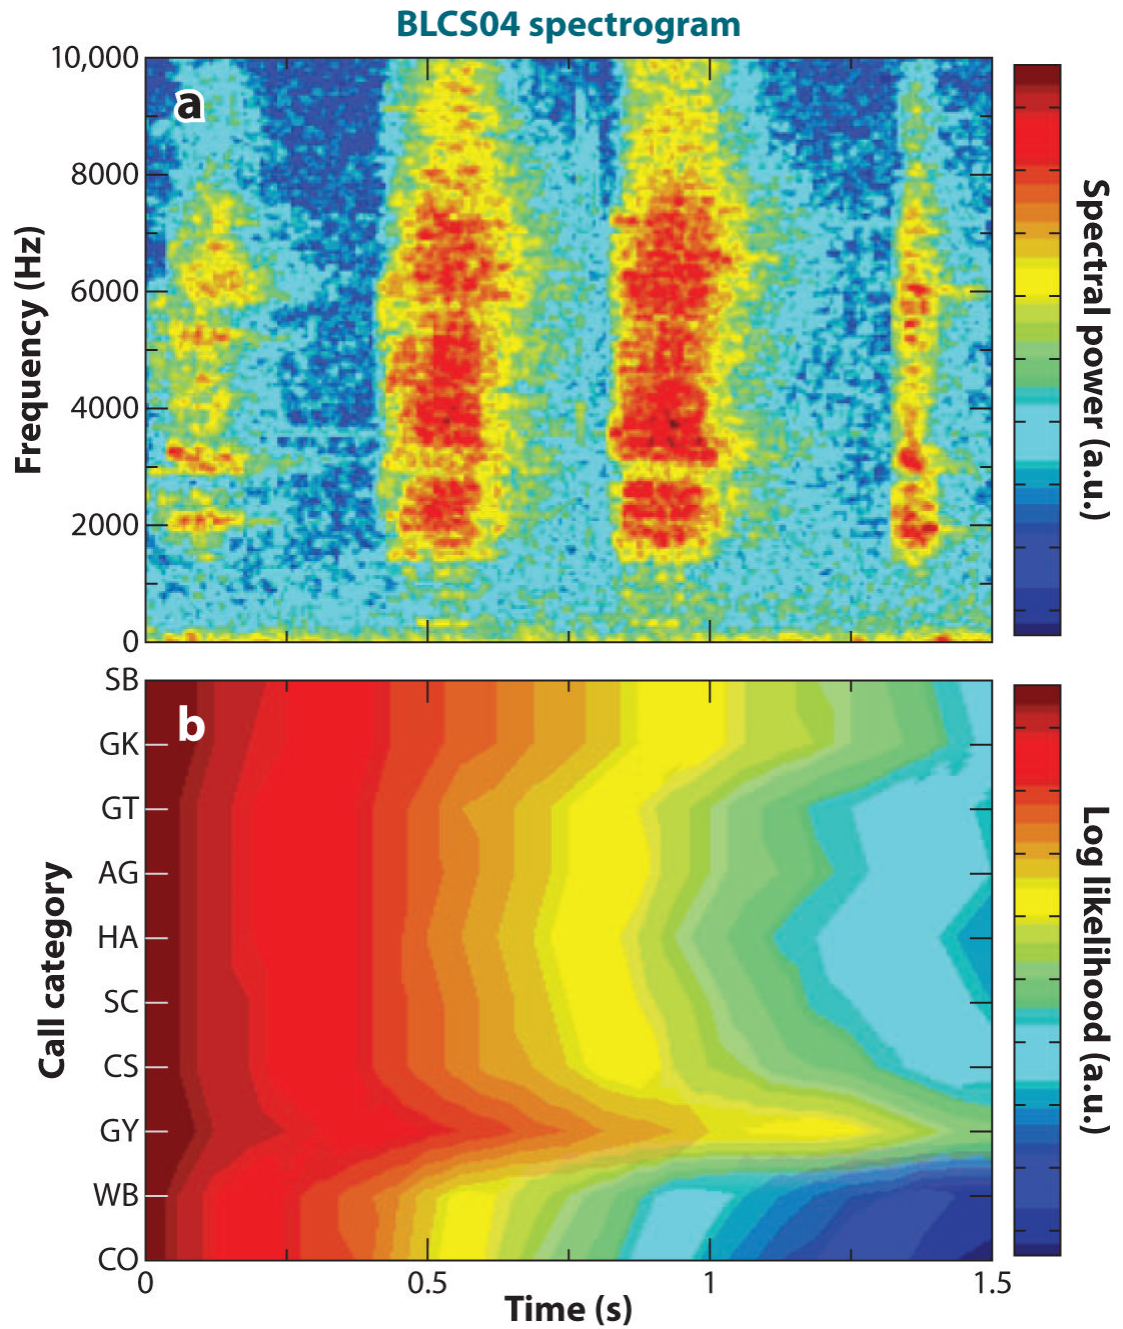 BLCS04 spectrogram
a
10,000
8000
6000
4000
2000
0
Frequency (Hz)
Spectral power (a.u.)
b
SB
GK
GT
AG
HA
SC
CS
GY
WB
CO
Call category
Log likelihood (a.u.)
0
0.5
1
1.5
Time (s)